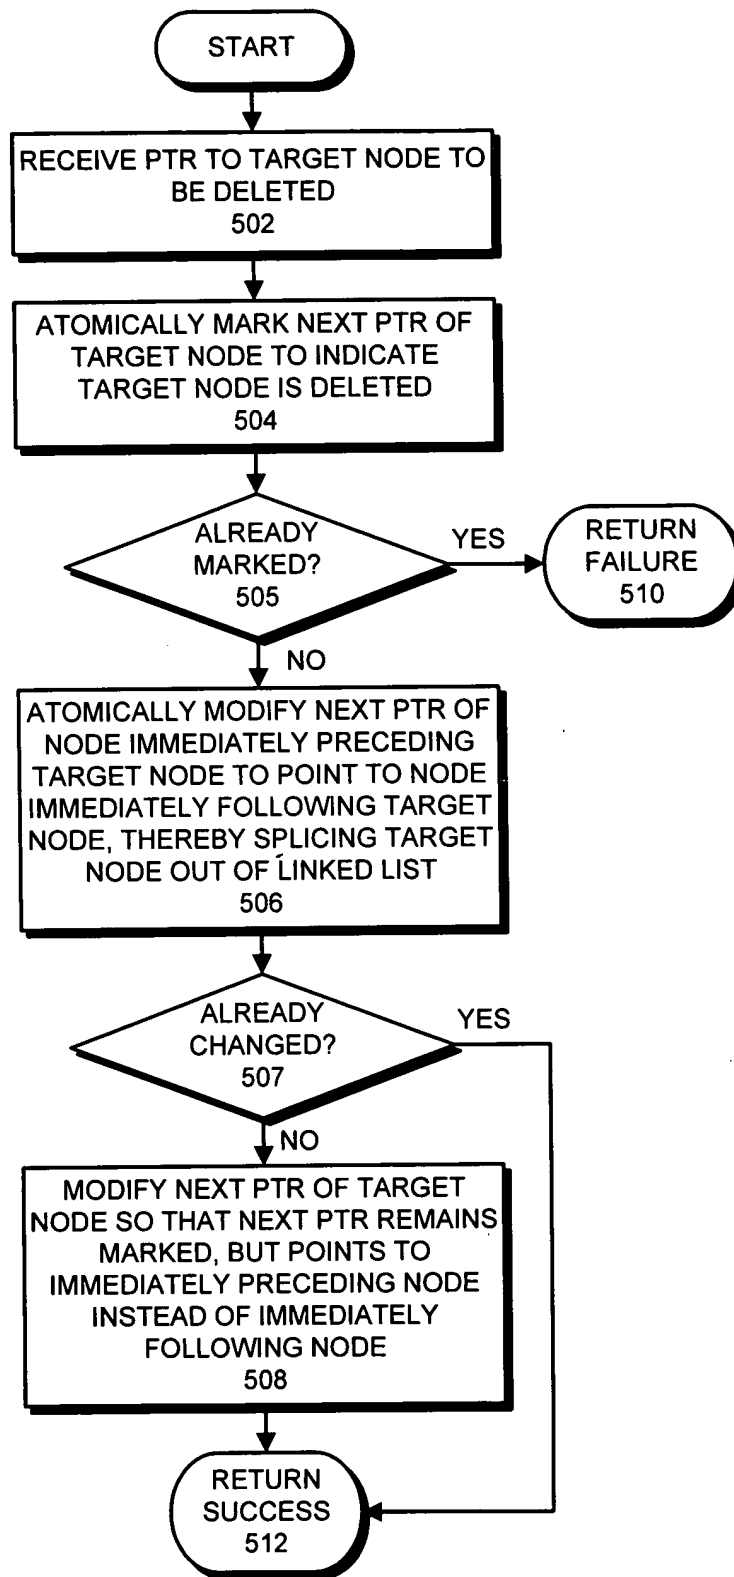 START
RECEIVE PTR TO TARGET NODE TO
BE DELETED
502
ATOMICALLY MARK NEXT PTR OF
TARGET NODE TO INDICATE
TARGET NODE IS DELETED
504
ALREADY
MARKED?
505
YES
RETURN
FAILURE
510
NO
ATOMICALLY MODIFY NEXT PTR OF
NODE IMMEDIATELY PRECEDING
TARGET NODE TO POINT TO NODE
IMMEDIATELY FOLLOWING TARGET
NODE, THEREBY SPLICING TARGET
NODE OUT OF LINKED LIST
506
ALREADY
CHANGED?
507
YES
NO
MODIFY NEXT PTR OF TARGET
NODE SO THAT NEXT PTR REMAINS
MARKED, BUT POINTS TO
IMMEDIATELY PRECEDING NODE
INSTEAD OF IMMEDIATELY
FOLLOWING NODE
508
RETURN
SUCCESS
512